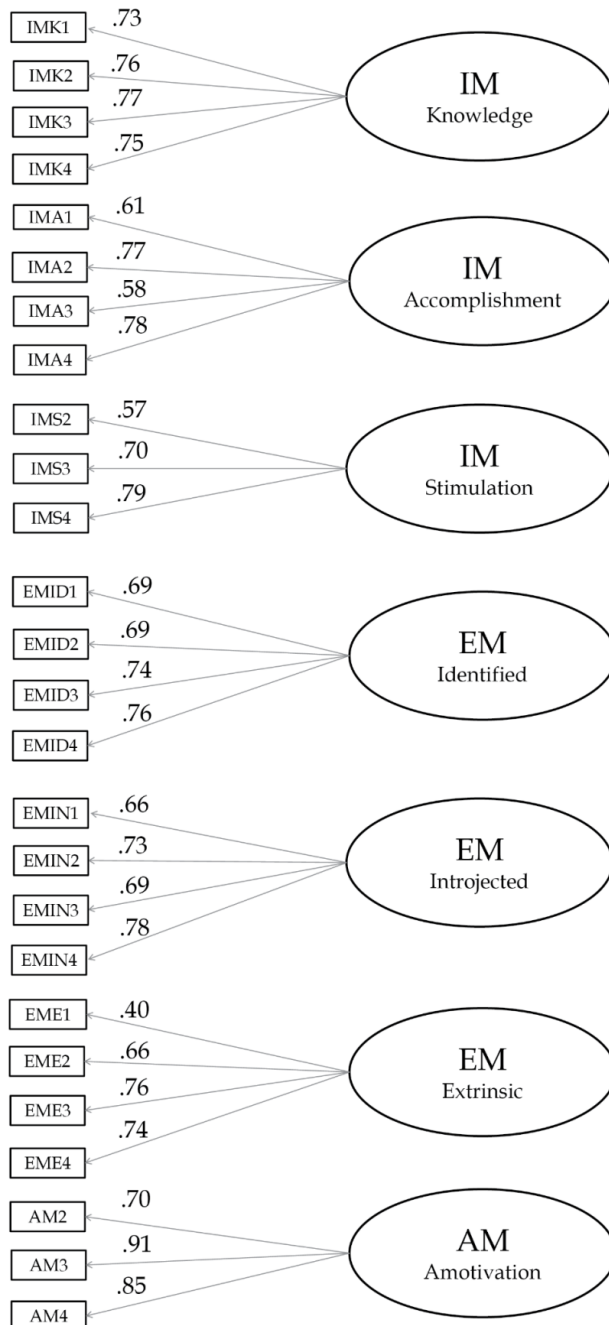 IMK1
.73
IMK2
.76
IMK3
.77
IMK4
.75
IM
Knowledge
IMA1
.61
IMA2
.77
IMA3
.58
IMA4
.78
IM
Accomplishment
IMS2
.57
IMS3
.70
IMS4
.79
IM
Stimulation
EMID1
.69
EMID2
.69
EMID3
.74
EMID4
.76
EM
Identified
EMIN1
.66
EMIN2
.73
EMIN3
.69
EMIN4
.78
EM
Introjected
EME1
.40
EME2
.66
EME3
.76
EME4
.74
EM
Extrinsic
AM2
.70
AM3
.91
AM4
.85
AM
Amotivation